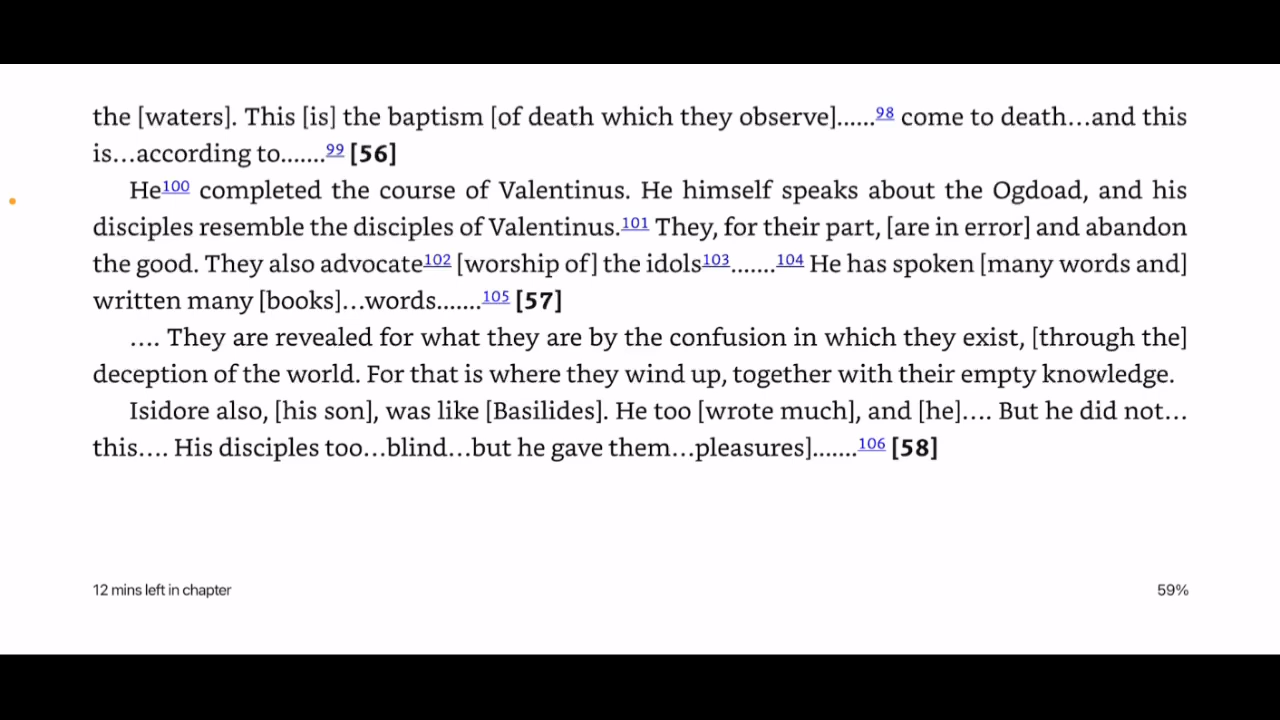 the [waters]. This [is] the baptism [of death which they observe]......98 come to death...and this
is...according to.......99 [56]
He100 completed the course of Valentinus. He himself speaks about the Ogdoad, and his
disciples resemble the disciples of Valentinus.101 They, for their part, [are in error] and abandon
the good. They also advocate102 [worship of] the idols103.......104 He has spoken [many words and]
written many [books]...words.......105 [57]
.... They are revealed for what they are by the confusion in which they exist, [through the]
deception of the world. For that is where they wind up, together with their empty knowledge.
Isidore also, [his son], was like [Basilides]. He too [wrote much], and [he].... But he did not...
this.... His disciples too...blind...but he gave them...pleasures].......106 [58]
12 mins left in chapter
59%